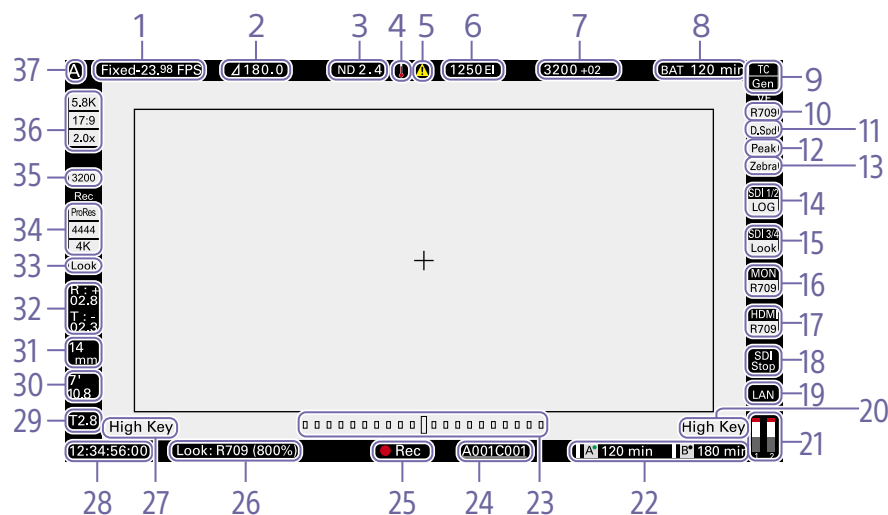 1 2 3 4 5 6 7 8
37 A Fixed-23.98 FPS ⊿180.0 ND 2.4 1250EI 3200 +02 BAT 120 min TC
Gen 9
VF
R709 10
D.Spd 11
Peak 12
Zebra 13
SDI 1/2
LOG 14
SDI 3/4
Look 15
MON
R709 16
HDMI
R709 17
SDI
Stop 18
LAN 19
20
21
1 2
36 5.8K
17:9
2.0x
35 3200
Rec
34 ProRes
4444
4K
33 Look
32 R : +
02.8
T : -
02.3
31 14
mm
30 7'
10.8
29 T2.8
High Key High Key
12:34:56:00 Look: R709 (800%) Rec A001C001 A 120 min B 180 min
28 27 26 25 24 23 22